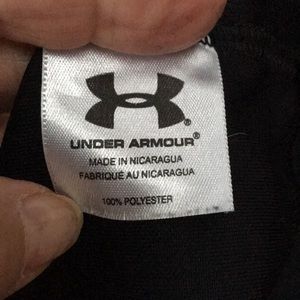 UNDER ARMOUR®
MADE IN NICARAGUA
FABRIQUÉ AU NICARAGUA
100% POLYESTER